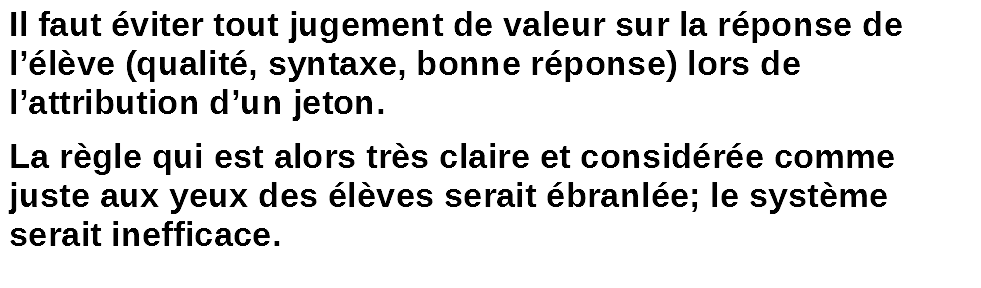 Il faut éviter tout jugement de valeur sur la réponse de
l’élève (qualité, syntaxe, bonne réponse) lors de
l’attribution d’un jeton.
La règle qui est alors très claire et considérée comme
juste aux yeux des élèves serait ébranlée; le système
serait inefficace.